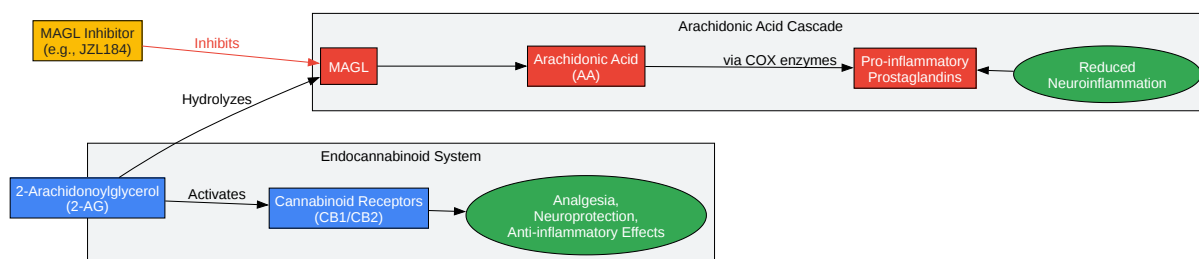 MAGL Inhibitor
(e.g., JZL184)
Inhibits
Arachidonic Acid Cascade
MAGL
Arachidonic Acid
(AA)
via COX enzymes
Pro-inflammatory
Prostaglandins
Reduced
Neuroinflammation
Hydrolyzes
Endocannabinoid System
2-Arachidonoylglycerol
(2-AG)
Activates
Cannabinoid Receptors
(CB1/CB2)
Analgesia,
Neuroprotection,
Anti-inflammatory Effects